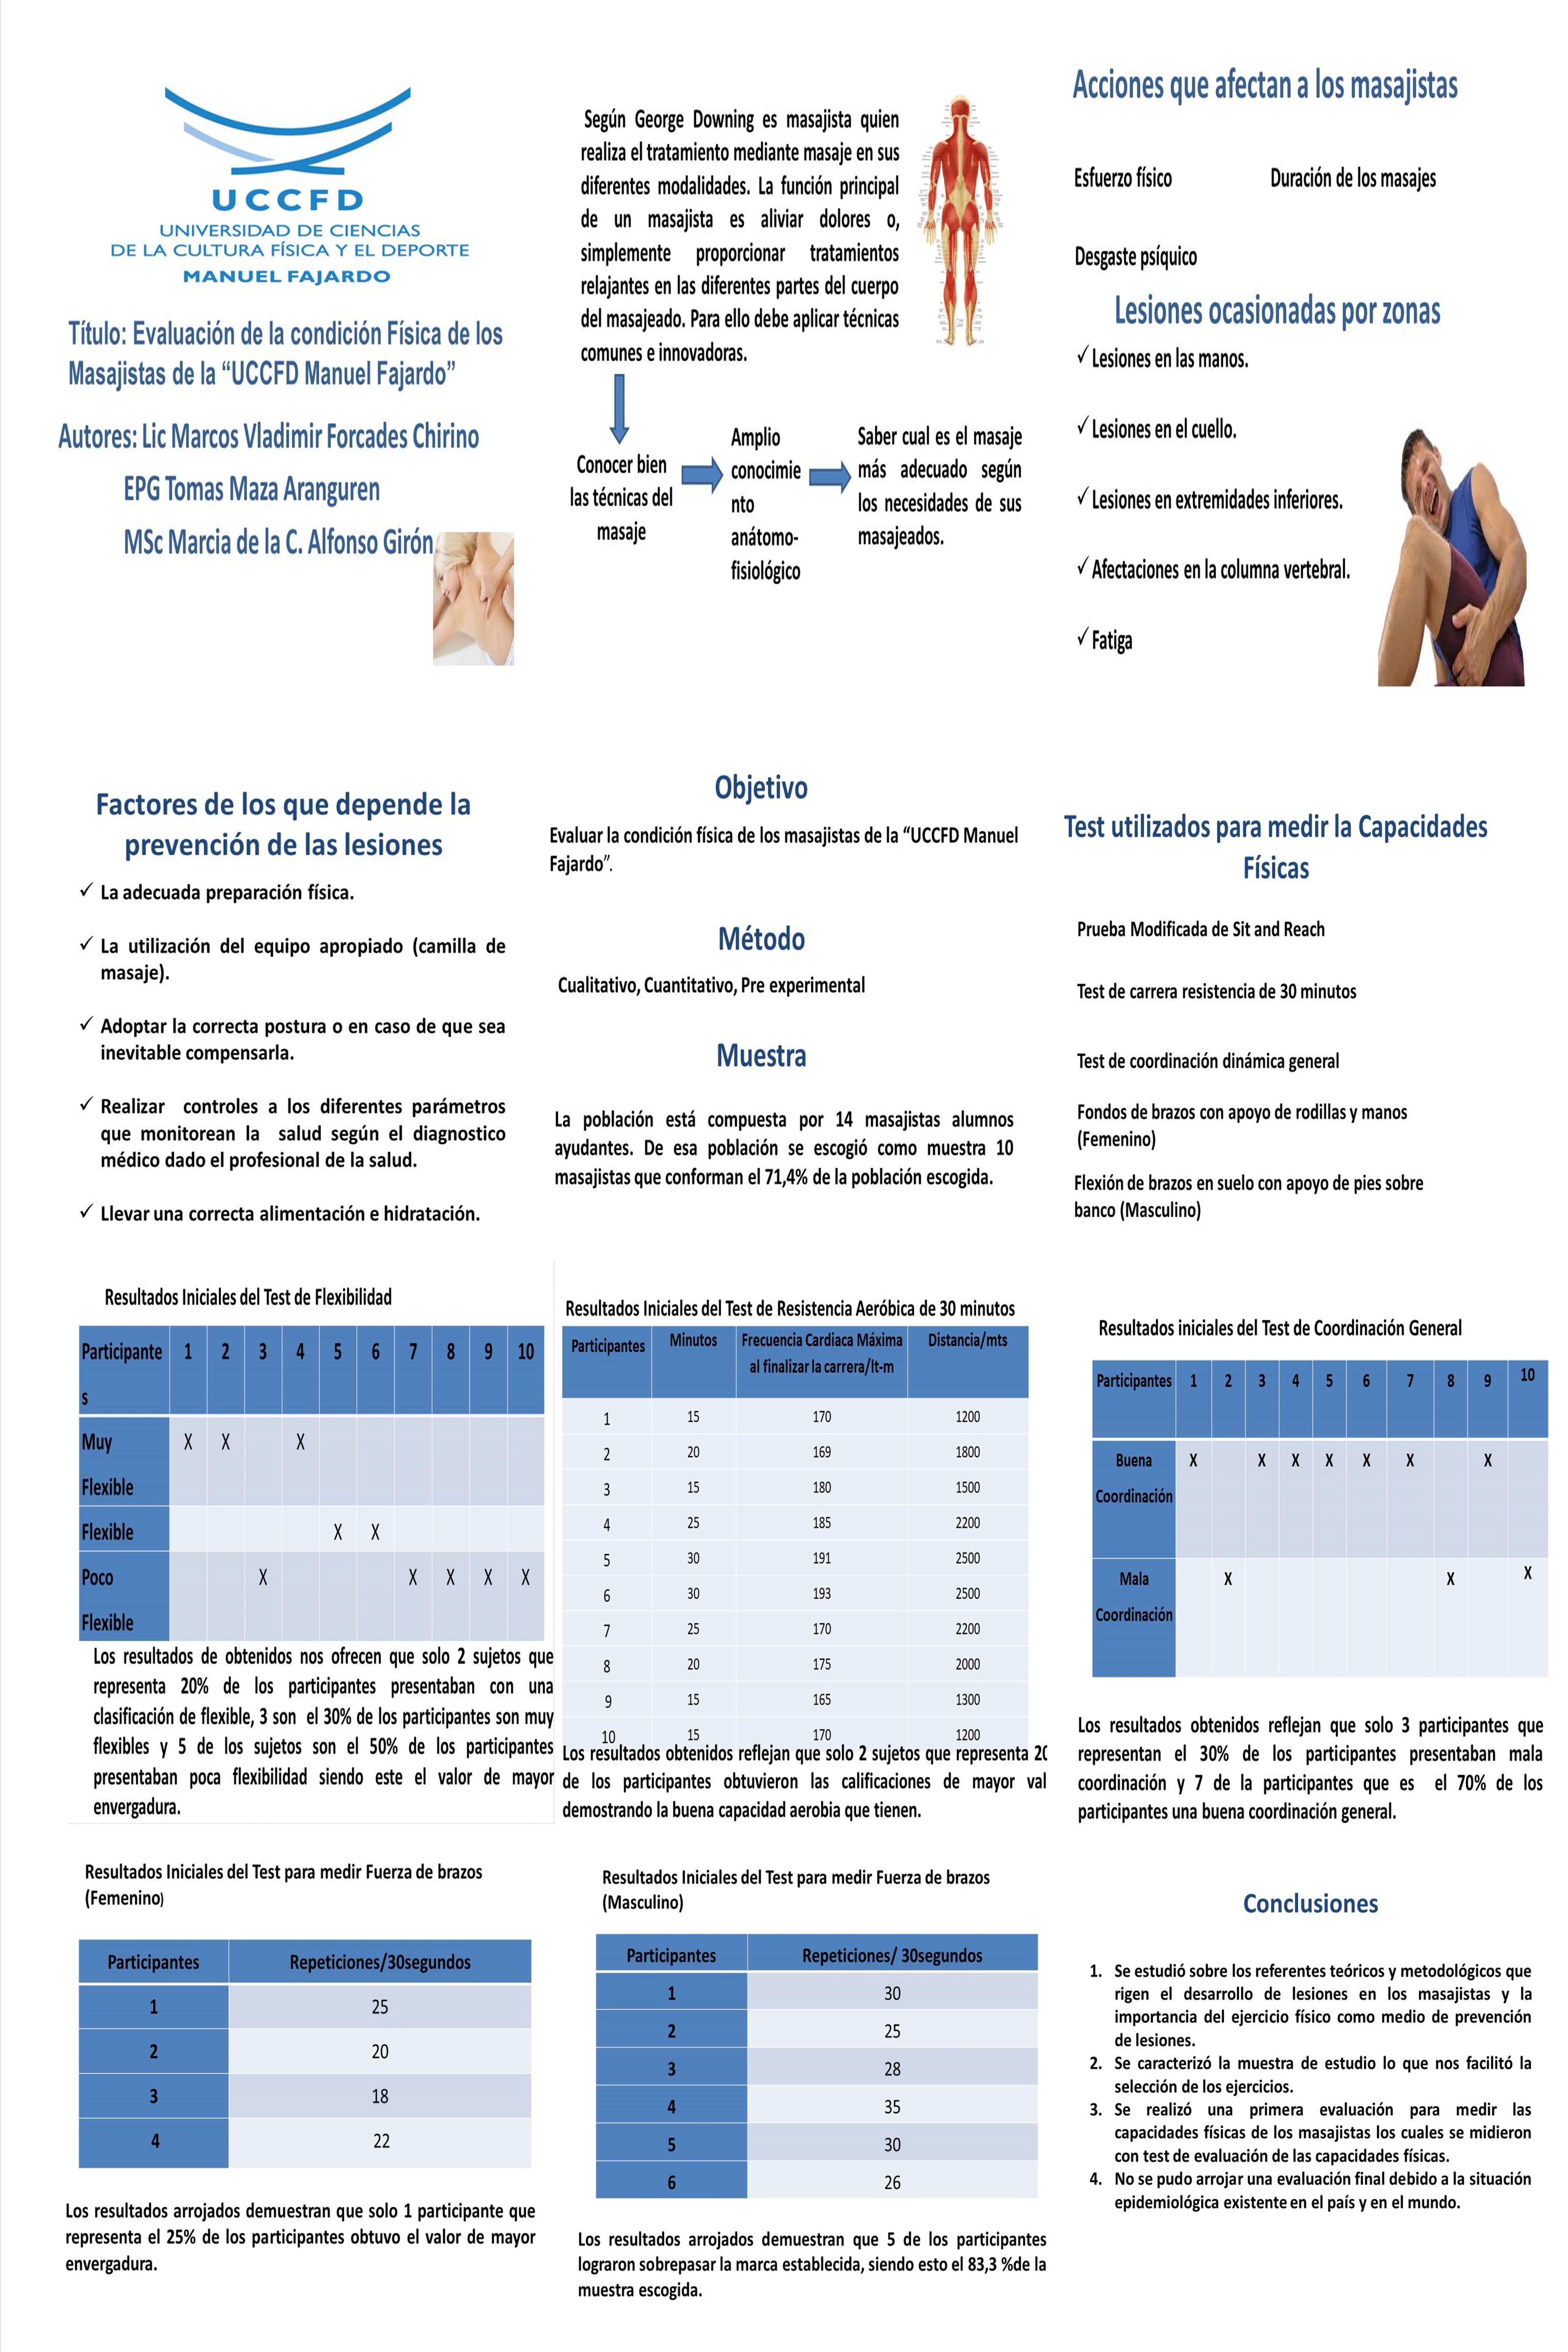 UCCFD
UNIVERSIDAD DE CIENCIAS
DE LA CULTURA FÍSICA Y EL DEPORTE
MANUEL FAJARDO
Título: Evaluación de la condición Física de los
Masajistas de la “UCCFD Manuel Fajardo”
Autores: Lic Marcos Vladimir Forcades Chirino
EPG Tomas Maza Aranguren
MSc Marcia de la C. Alfonso Girón
Según George Downing es masajista quien
realiza el tratamiento mediante masaje en sus
diferentes modalidades. La función principal
de un masajista es aliviar dolores o,
simplemente proporcionar tratamientos
relajantes en las diferentes partes del cuerpo
del masajeado. Para ello debe aplicar técnicas
comunes e innovadoras.
Conocer bien
las técnicas del
masaje
Amplio
conocimie
nto
anátomo-
fisiológico
Saber cual es el masaje
más adecuado según
los necesidades de sus
masajeados.
Acciones que afectan a los masajistas
Esfuerzo físico Duración de los masajes
Desgaste psíquico
Lesiones ocasionadas por zonas
✓ Lesiones en las manos.
✓ Lesiones en el cuello.
✓ Lesiones en extremidades inferiores.
✓ Afectaciones en la columna vertebral.
✓ Fatiga
Factores de los que depende la
prevención de las lesiones
✓ La adecuada preparación física.
✓ La utilización del equipo apropiado (camilla de
masaje).
✓ Adoptar la correcta postura o en caso de que sea
inevitable compensarla.
✓ Realizar controles a los diferentes parámetros
que monitorean la salud según el diagnostico
médico dado el profesional de la salud.
✓ Llevar una correcta alimentación e hidratación.
Objetivo
Evaluar la condición física de los masajistas de la “UCCFD Manuel
Fajardo”.
Método
Cualitativo, Cuantitativo, Pre experimental
Muestra
La población está compuesta por 14 masajistas alumnos
ayudantes. De esa población se escogió como muestra 10
masajistas que conforman el 71,4% de la población escogida.
Test utilizados para medir la Capacidades
Físicas
Prueba Modificada de Sit and Reach
Test de carrera resistencia de 30 minutos
Test de coordinación dinámica general
Fondos de brazos con apoyo de rodillas y manos
(Femenino)
Flexión de brazos en suelo con apoyo de pies sobre
banco (Masculino)
Resultados Iniciales del Test de Flexibilidad
Participante 1 2 3 4 5 6 7 8 9 10
s
Muy X X X
Flexible
Flexible X X
Poco X X X X X
Flexible
Los resultados de obtenidos nos ofrecen que solo 2 sujetos que
representa 20% de los participantes presentaban con una
clasificación de flexible, 3 son el 30% de los participantes son muy
flexibles y 5 de los sujetos son el 50% de los participantes
presentaban poca flexibilidad siendo este el valor de mayor
envergadura.
Resultados Iniciales del Test de Resistencia Aeróbica de 30 minutos
Participantes Minutos Frecuencia Cardiaca Máxima Distancia/mts
al finalizar la carrera/lt-m
1 15 170 1200
2 20 169 1800
3 15 180 1500
4 25 185 2200
5 30 191 2500
6 30 193 2500
7 25 170 2200
8 20 175 2000
9 15 165 1300
10 15 170 1200
Los resultados obtenidos reflejan que solo 2 sujetos que representa 20
de los participantes obtuvieron las calificaciones de mayor val
demostrando la buena capacidad aerobia que tienen.
Resultados iniciales del Test de Coordinación General
Participantes 1 2 3 4 5 6 7 8 9 10
Buena X X X X X X X
Coordinación
Mala X X X
Coordinación
Los resultados obtenidos reflejan que solo 3 participantes que
representan el 30% de los participantes presentaban mala
coordinación y 7 de la participantes que es el 70% de los
participantes una buena coordinación general.
Resultados Iniciales del Test para medir Fuerza de brazos
(Femenino)
Participantes Repeticiones/30segundos
1 25
2 20
3 18
4 22
Los resultados arrojados demuestran que solo 1 participante que
representa el 25% de los participantes obtuvo el valor de mayor
envergadura.
Resultados Iniciales del Test para medir Fuerza de brazos
(Masculino)
Participantes Repeticiones/ 30segundos
1 30
2 25
3 28
4 35
5 30
6 26
Los resultados arrojados demuestran que 5 de los participantes
lograron sobrepasar la marca establecida, siendo esto el 83,3 %de la
muestra escogida.
Conclusiones
1. Se estudió sobre los referentes teóricos y metodológicos que
rigen el desarrollo de lesiones en los masajistas y la
importancia del ejercicio físico como medio de prevención
de lesiones.
2. Se caracterizó la muestra de estudio lo que nos facilitó la
selección de los ejercicios.
3. Se realizó una primera evaluación para medir las
capacidades físicas de los masajistas los cuales se midieron
con test de evaluación de las capacidades físicas.
4. No se pudo arrojar una evaluación final debido a la situación
epidemiológica existente en el país y en el mundo.